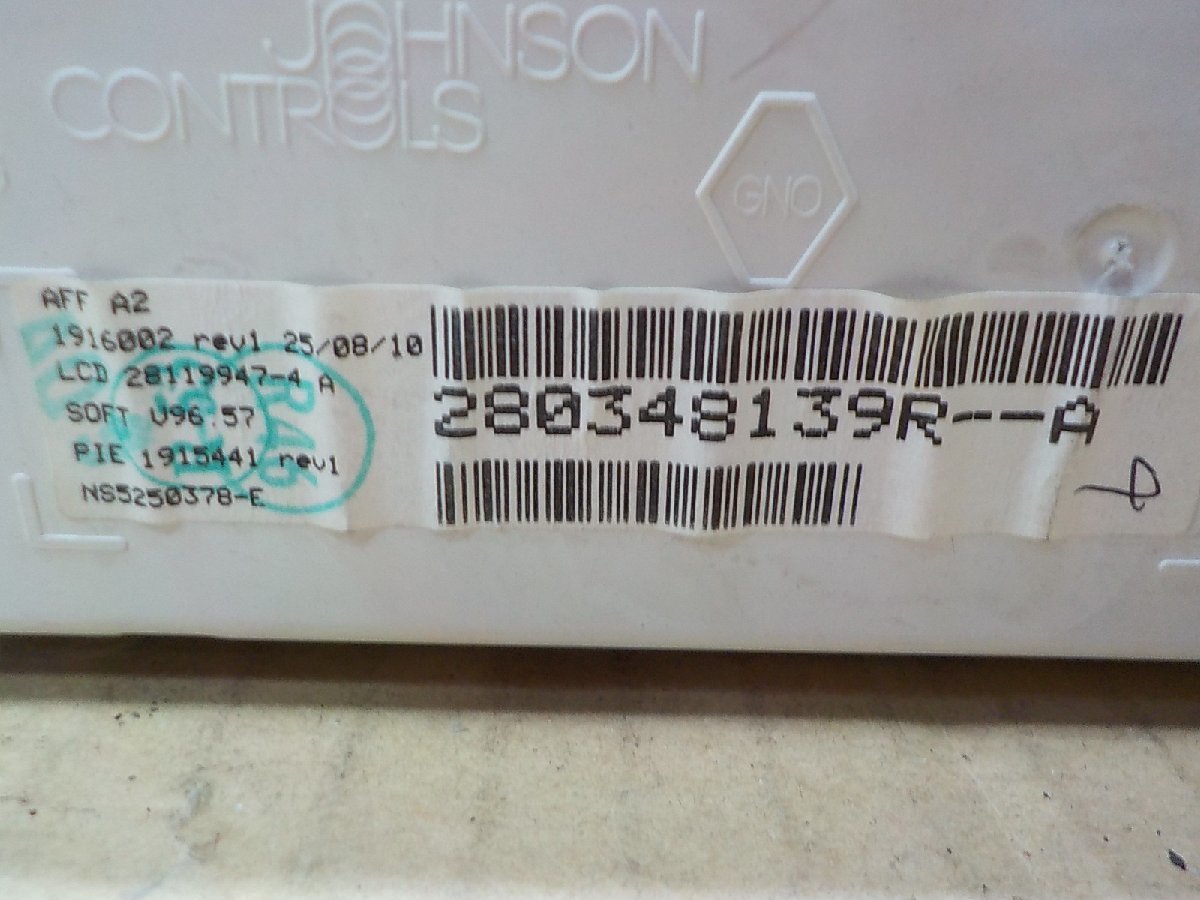 JOHNSON
CONTROLS
GNO
AFF A2
1916002 rev1 25/08/10
LCD 28119947-4 A
SOFT V96.57
PIE 1915441 rev1
NS5250378-E
280348139R--A